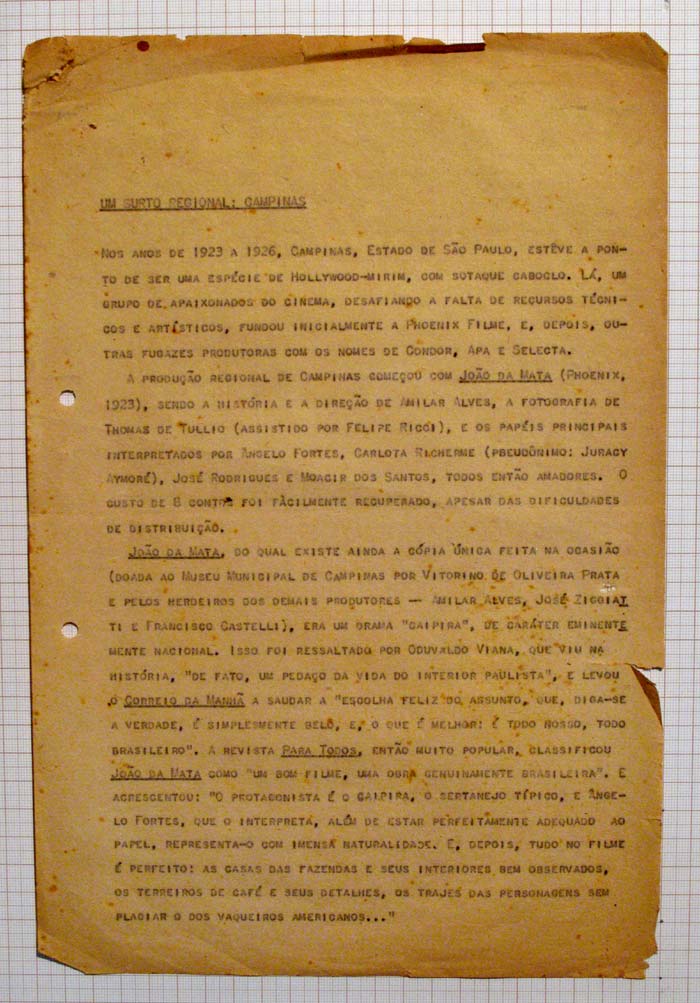 UM SURTO REGIONAL: CAMPINAS
NOS ANOS DE 1923 A 1926, CAMPINAS, ESTADO DE SÃO PAULO, ESTÊVE A PON-
TO DE SER UMA ESPÉCIE DE HOLLYWOOD-MIRIM, COM SOTAQUE CABOCLO. LÁ, UM
GRUPO DE APAIXONADOS DO CINEMA, DESAFIANDO A FALTA DE RECURSOS TÉCNI-
COS E ARTÍSTICOS, FUNDOU INICIALMENTE A PHOENIX FILME, E, DEPOIS, OU-
TRAS FUGAZES PRODUTORAS COM OS NOMES DE CONDOR, APA E SELECTA.
A PRODUÇÃO REGIONAL DE CAMPINAS COMEÇOU COM JOÃO DA MATA (PHOENIX,
1923), SENDO A HISTÓRIA E A DIREÇÃO DE AMILAR ALVES, A FOTOGRAFIA DE
THOMAS DE TULLIO (ASSISTIDO POR FELIPE RICCI), E OS PAPÉIS PRINCIPAIS
INTERPRETADOS POR ÂNGELO FORTES, CARLOTA RICHERME (PSEUDÔNIMO: JURACY
AYMORÉ), JOSÉ RODRIGUES E MOACIR DOS SANTOS, TODOS ENTÃO AMADORES. O
CUSTO DE 8 CONTOS FOI FÀCILMENTE RECUPERADO, APESAR DAS DIFICULDADES
DE DISTRIBUIÇÃO.
JOÃO DA MATA, DO QUAL EXISTE AINDA A CÓPIA ÚNICA FEITA NA OCASIÃO
(DOADA AO MUSEU MUNICIPAL DE CAMPINAS POR VITORINO DE OLIVEIRA PRATA
E PELOS HERDEIROS DOS DEMAIS PRODUTORES — AMILAR ALVES, JOSÉ ZIGGIAT
TI E FRANCISCO CASTELLI), ERA UM DRAMA "CAIPIRA", DE CARÁTER EMINENTE
MENTE NACIONAL. ISSO FOI RESSALTADO POR ODUVALDO VIANA, QUE VIU NA
HISTÓRIA, "DE FATO, UM PEDAÇO DA VIDA DO INTERIOR PAULISTA", E LEVOU
O CORREIO DA MANHÃ A SAUDAR A "ESCOLHA FELIZ DO ASSUNTO, QUE, DIGA-SE
A VERDADE, É SIMPLESMENTE BELO, E, O QUE É MELHOR: É TODO NOSSO, TODO
BRASILEIRO". A REVISTA PARA TODOS, ENTÃO MUITO POPULAR, CLASSIFICOU
JOÃO DA MATA COMO "UM BOM FILME, UMA OBRA GENUINAMENTE BRASILEIRA". E
ACRESCENTOU: "O PROTAGONISTA É O CAIPIRA, O SERTANEJO TÍPICO, E ÂNGE-
LO FORTES, QUE O INTERPRETA, ALÉM DE ESTAR PERFEITAMENTE ADEQUADO AO
PAPEL, REPRESENTA-O COM IMENSA NATURALIDADE. E, DEPOIS, TUDO NO FILME
É PERFEITO: AS CASAS DAS FAZENDAS E SEUS INTERIORES BEM OBSERVADOS,
OS TERREIROS DE CAFÉ E SEUS DETALHES, OS TRAJES DAS PERSONAGENS SEM
PLAGIAR O DOS VAQUEIROS AMERICANOS..."